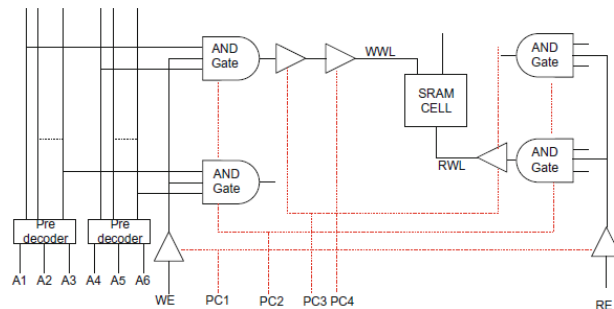 AND
Gate
WWL
AND
Gate
SRAM
CELL
AND
Gate
RWL
AND
Gate
Pre
decoder
Pre
decoder
A1 A2 A3 A4 A5 A6 WE PC1 PC2 PC3 PC4 RE